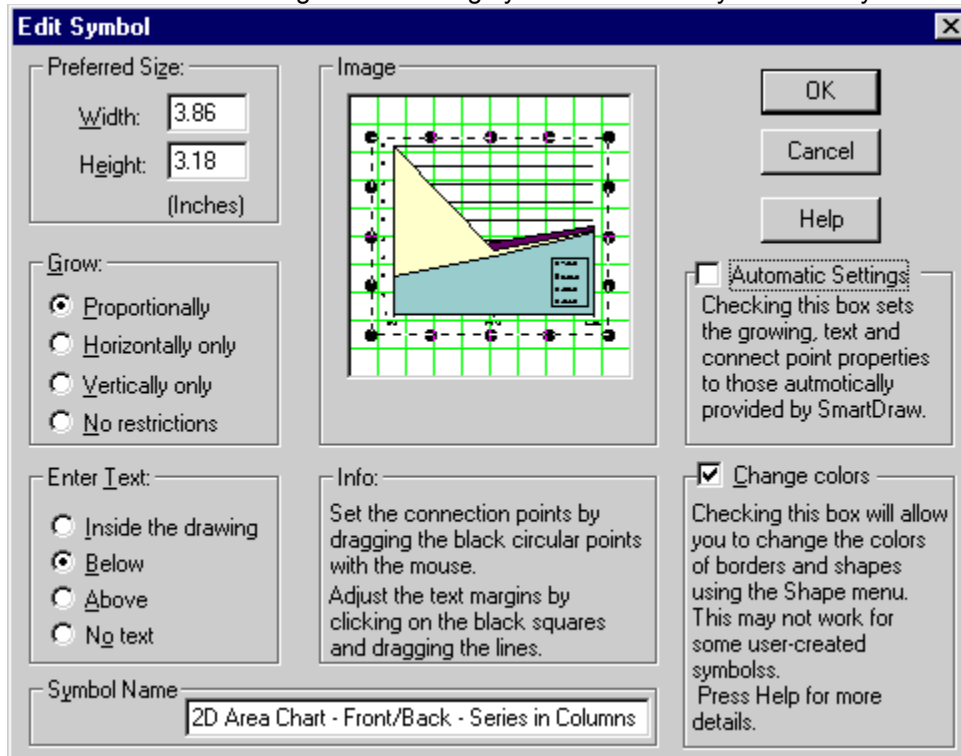 Edit Symbol
Preferred Size:
Width: 3.86
Height: 3.18
(Inches)
Grow:
Proportionally
Horizontally only
Vertically only
No restrictions
Enter Text:
Inside the drawing
Below
Above
No text
Image
Info:
Set the connection points by
dragging the black circular points
with the mouse.
Adjust the text margins by
clicking on the black squares
and dragging the lines.
Symbol Name
2D Area Chart - Front/Back - Series in Columns
OK
Cancel
Help
Automatic Settings
Checking this box sets
the growing, text and
connect point properties
to those autmotically
provided by SmartDraw.
Change colors
Checking this box will allow
you to change the colors
of borders and shapes
using the Shape menu.
This may not work for
some user-created
symbolss.
Press Help for more
details.